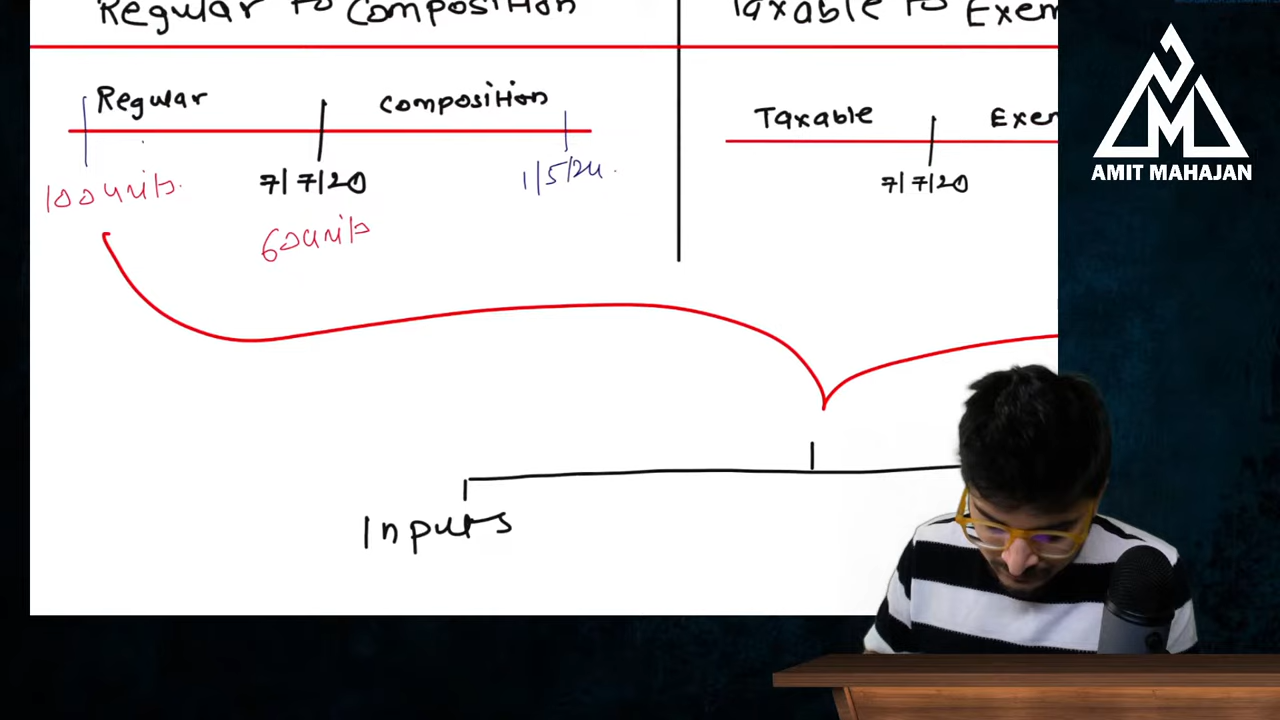 Regular to Composition
Taxable to Exem
Regular
Composition
100 units.
7/7/20
1/5/24.
60 units
Taxable
Exem
7/7/20
Inputs
AMIT MAHAJAN